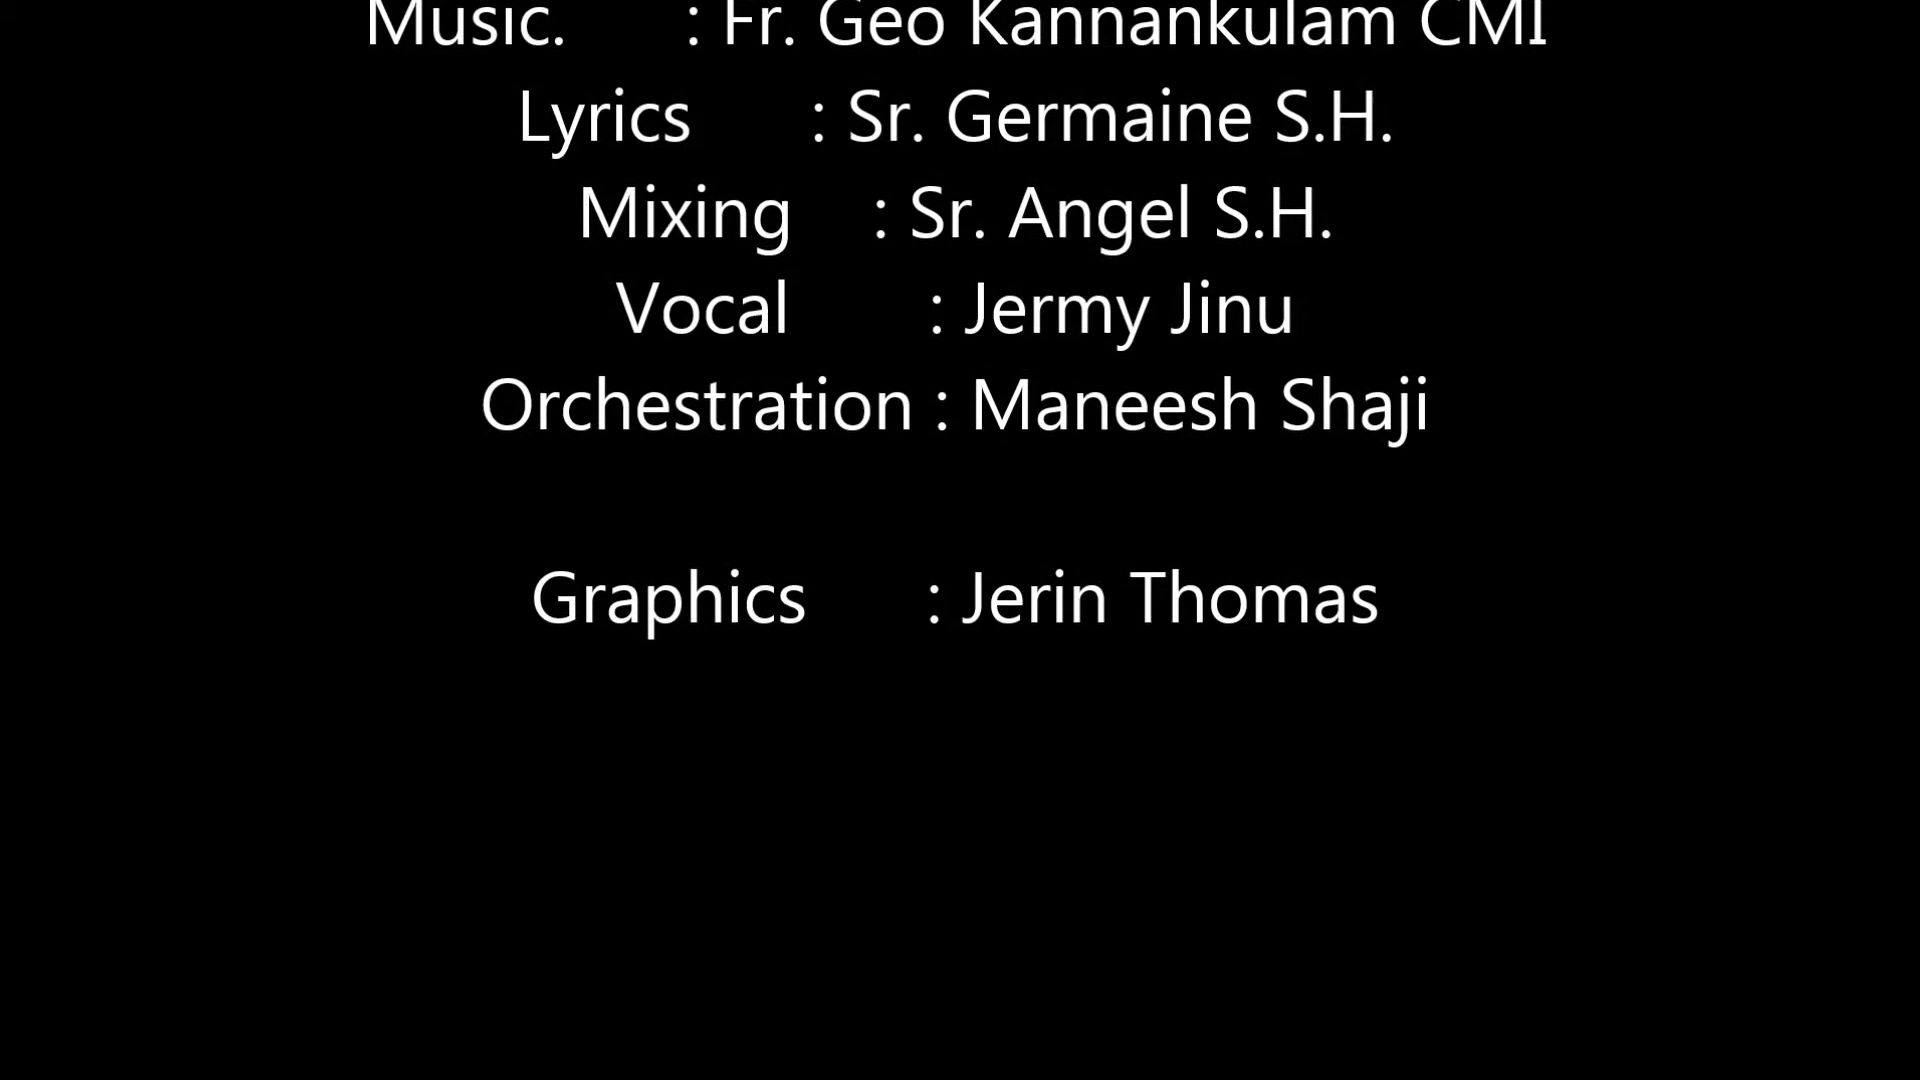 Music. : Fr. Geo Kannankulam CMI
Lyrics : Sr. Germaine S.H.
Mixing : Sr. Angel S.H.
Vocal : Jermy Jinu
Orchestration : Maneesh Shaji
Graphics : Jerin Thomas